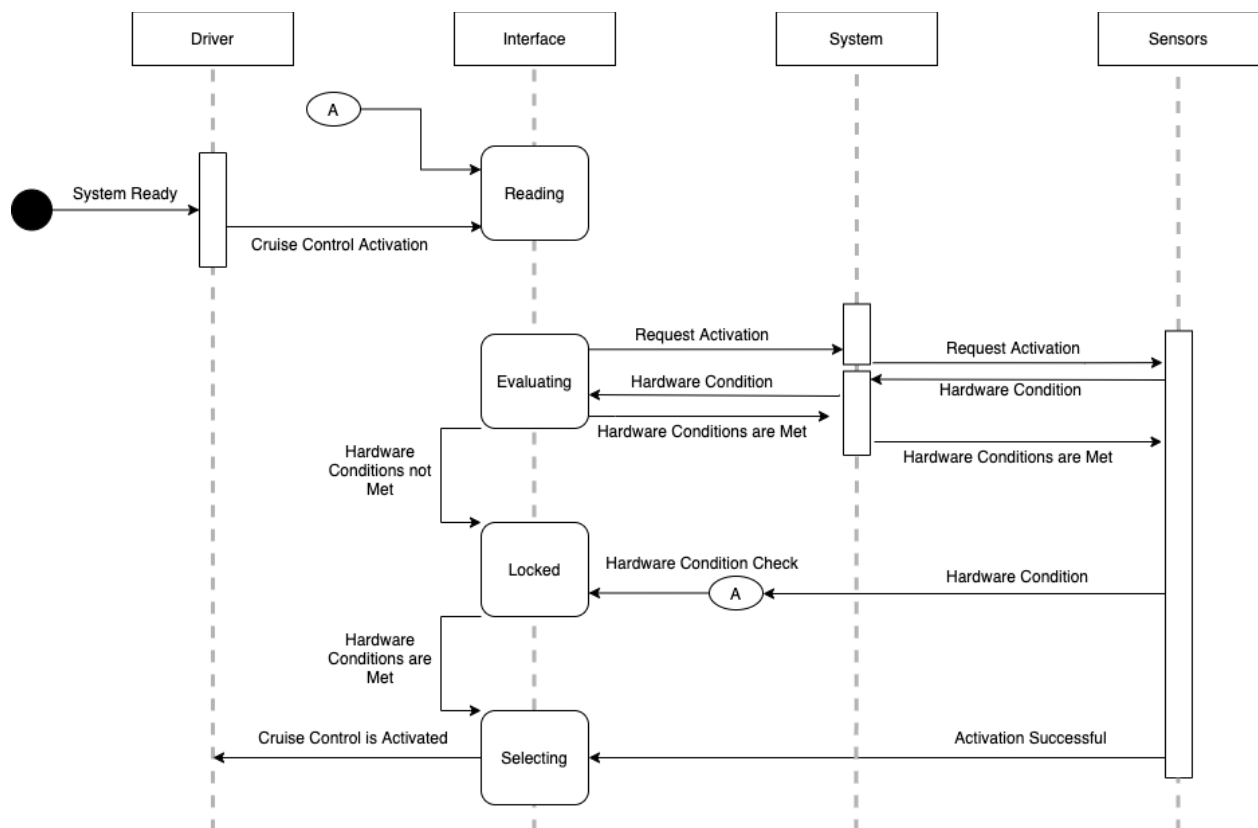 Driver
Interface
System
Sensors
A
System Ready
Reading
Cruise Control Activation
Request Activation
Request Activation
Evaluating
Hardware Condition
Hardware Condition
Hardware Conditions are Met
Hardware Conditions are Met
Hardware
Conditions not
Met
Locked
Hardware Condition Check
A
Hardware Condition
Hardware
Conditions are
Met
Cruise Control is Activated
Selecting
Activation Successful